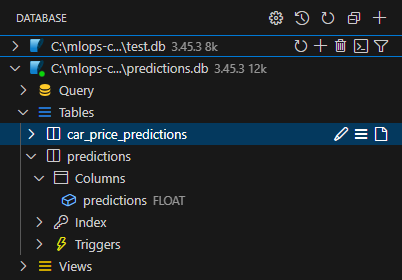 DATABASE
C:\mlops-c...\test.db 3.45.3 8k
C:\mlops-c...\predictions.db 3.45.3 12k
Query
Tables
car_price_predictions
predictions
Columns
predictions FLOAT
Index
Triggers
Views